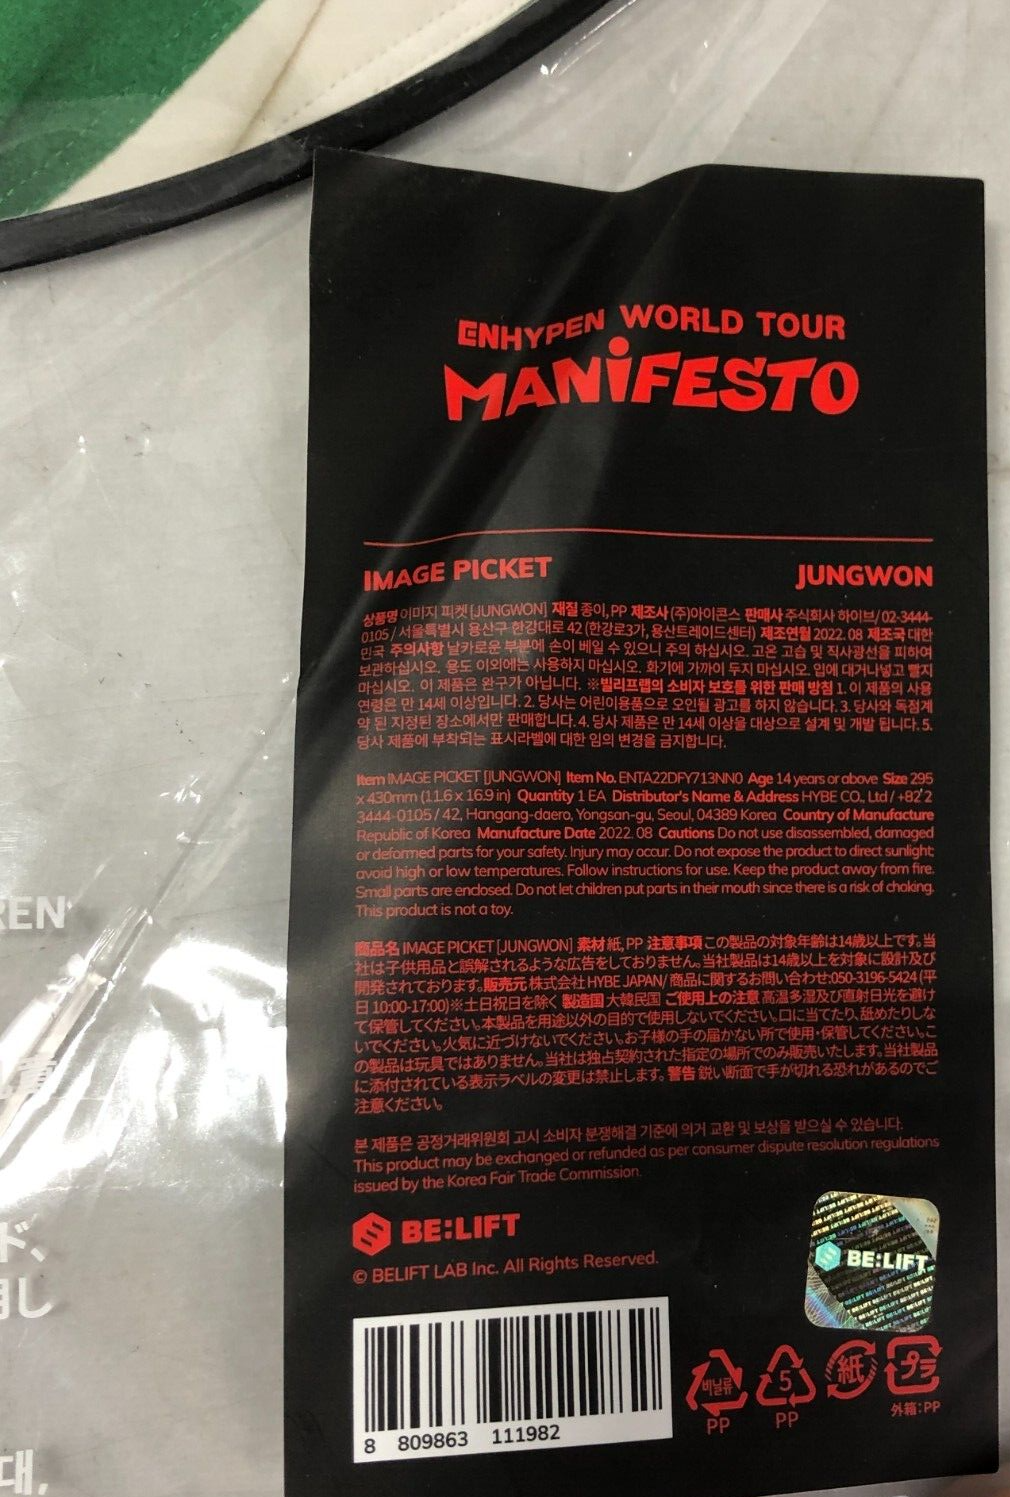 ENHYPEN WORLD TOUR
MANIFESTO
IMAGE PICKET
JUNGWON
상품명 이미지 피켓 [JUNGWON] 재질 종이, PP 제조사 (주)아이콘스 판매사 주식회사 하이브/ 02-3444-
0105 / 서울특별시 용산구 한강대로 42 (한강로3가, 용산트레이드센터) 제조연월 2022. 08 제조국 대한
민국 주의사항 날카로운 부분에 손이 베일 수 있으니 주의 하십시오. 고온 고습 및 직사광선을 피하여
보관하십시오. 용도 이외에는 사용하지 마십시오. 화기에 가까이 두지 마십시오. 입에 대거나넣고 빨지
마십시오. 이 제품은 완구가 아닙니다. ※빌리프랩의 소비자 보호를 위한 판매 방침 1. 이 제품의 사용
연령은 만 14세 이상입니다. 2. 당사는 어린이용품으로 오인될 광고를 하지 않습니다. 3. 당사와 독점계
약 된 지정된 장소에서만 판매합니다. 4. 당사 제품은 만 14세 이상을 대상으로 설계 및 개발 됩니다. 5.
당사 제품에 부착되는 표시라벨에 대한 임의 변경을 금지합니다.
Item IMAGE PICKET [JUNGWON] Item No. ENTA22DFY713NN0 Age 14 years or above Size 295
x 430mm (11.6 x 16.9 in) Quantity 1 EA Distributor's Name & Address HYBE CO., Ltd / +82 2
3444-0105 / 42, Hangang-daero, Yongsan-gu, Seoul, 04389 Korea Country of Manufacture
Republic of Korea Manufacture Date 2022. 08 Cautions Do not use disassembled, damaged
or deformed parts for your safety. Injury may occur. Do not expose the product to direct sunlight;
avoid high or low temperatures. Follow instructions for use. Keep the product away from fire.
Small parts are enclosed. Do not let children put parts in their mouth since there is a risk of choking.
This product is not a toy.
商品名 IMAGE PICKET [JUNGWON] 素材 紙, PP 注意事項 この製品の対象年齢は14歳以上です。当
社は子供用品と誤解されるような広告をしておりません。当社製品は14歳以上を対象に設計及び
開発されております。販売元 株式会社 HYBE JAPAN/ 商品に関するお問い合わせ:050-3196-5424 (平
日 10:00-17:00)※土日祝日を除く 製造国 大韓民国 ご使用上の注意 高温多湿及び直射日光を避け
て保管してください。本製品を用途以外の目的で使用しないでください。口に当てたり、舐めたりしな
いでください。火気に近づけないでください。お子様の手の届かない所で使用・保管してください。こ
の製品は玩具ではありません。当社は独占契約された指定の場所でのみ販売いたします。当社製品
に添付されている表示ラベルの変更は禁止します。警告 鋭い断面で手が切れる恐れがあるのでご
注意ください。
본 제품은 공정거래위원회 고시 소비자 분쟁해결 기준에 의거 교환 및 보상을 받으실 수 있습니다.
This product may be exchanged or refunded as per consumer dispute resolution regulations
issued by the Korea Fair Trade Commission.
BE:LIFT
© BELIFT LAB Inc. All Rights Reserved.
BE:LIFT
8 809863 111982
비닐류
PP
5
PP
紙
プラ
外箱:PP
REN
ド、
用し
대,